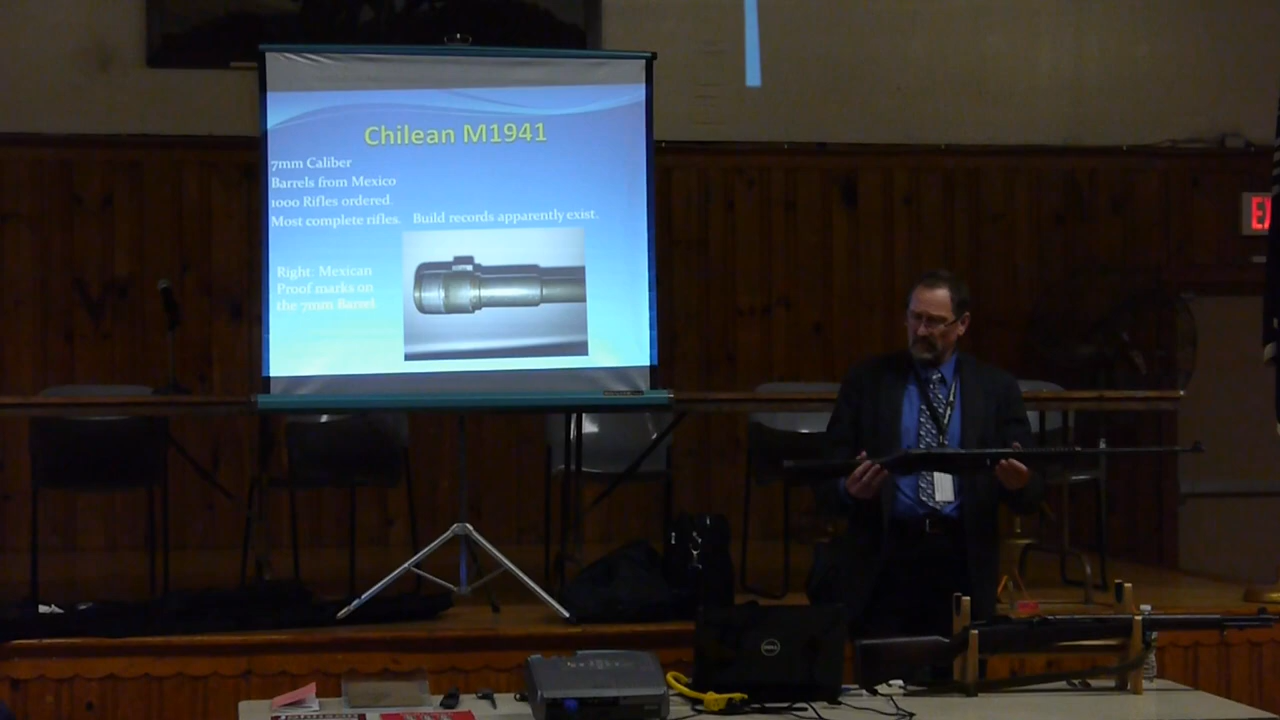 Chilean M1941
7mm Caliber
Barrels from Mexico
1000 Rifles ordered.
Most complete rifles. Build records apparently exist.
Right: Mexican
Proof marks on
the 7mm Barrel
DELL